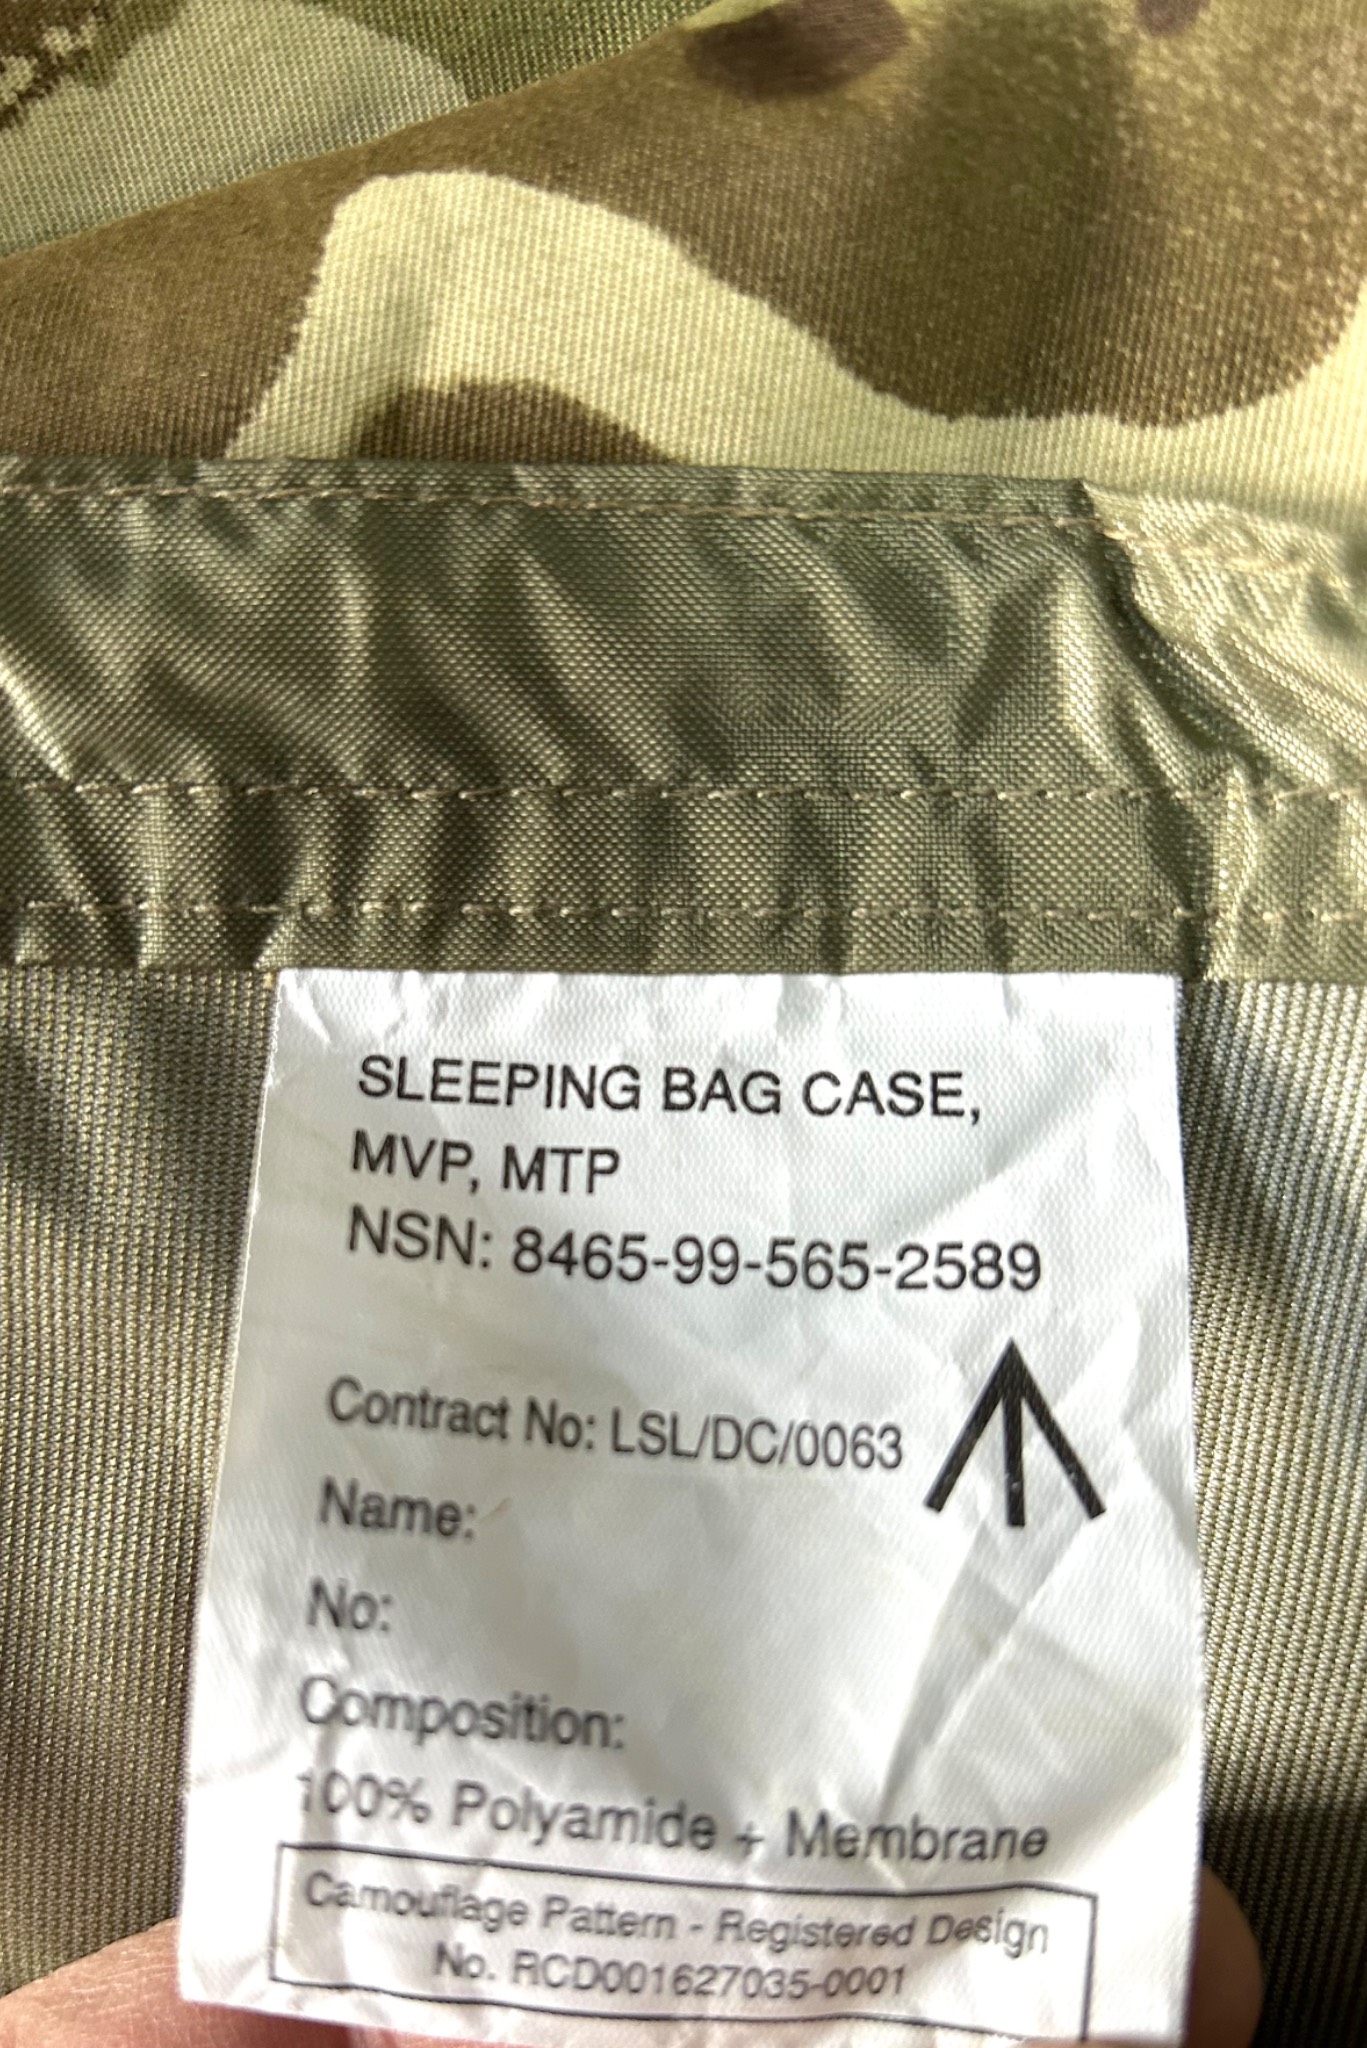 SLEEPING BAG CASE,
MVP, MTP
NSN: 8465-99-565-2589
Contract No: LSL/DC/0063
Name:
No:
Composition:
100% Polyamide + Membrane
Camouflage Pattern - Registered Design
No. RCD001627035-0001